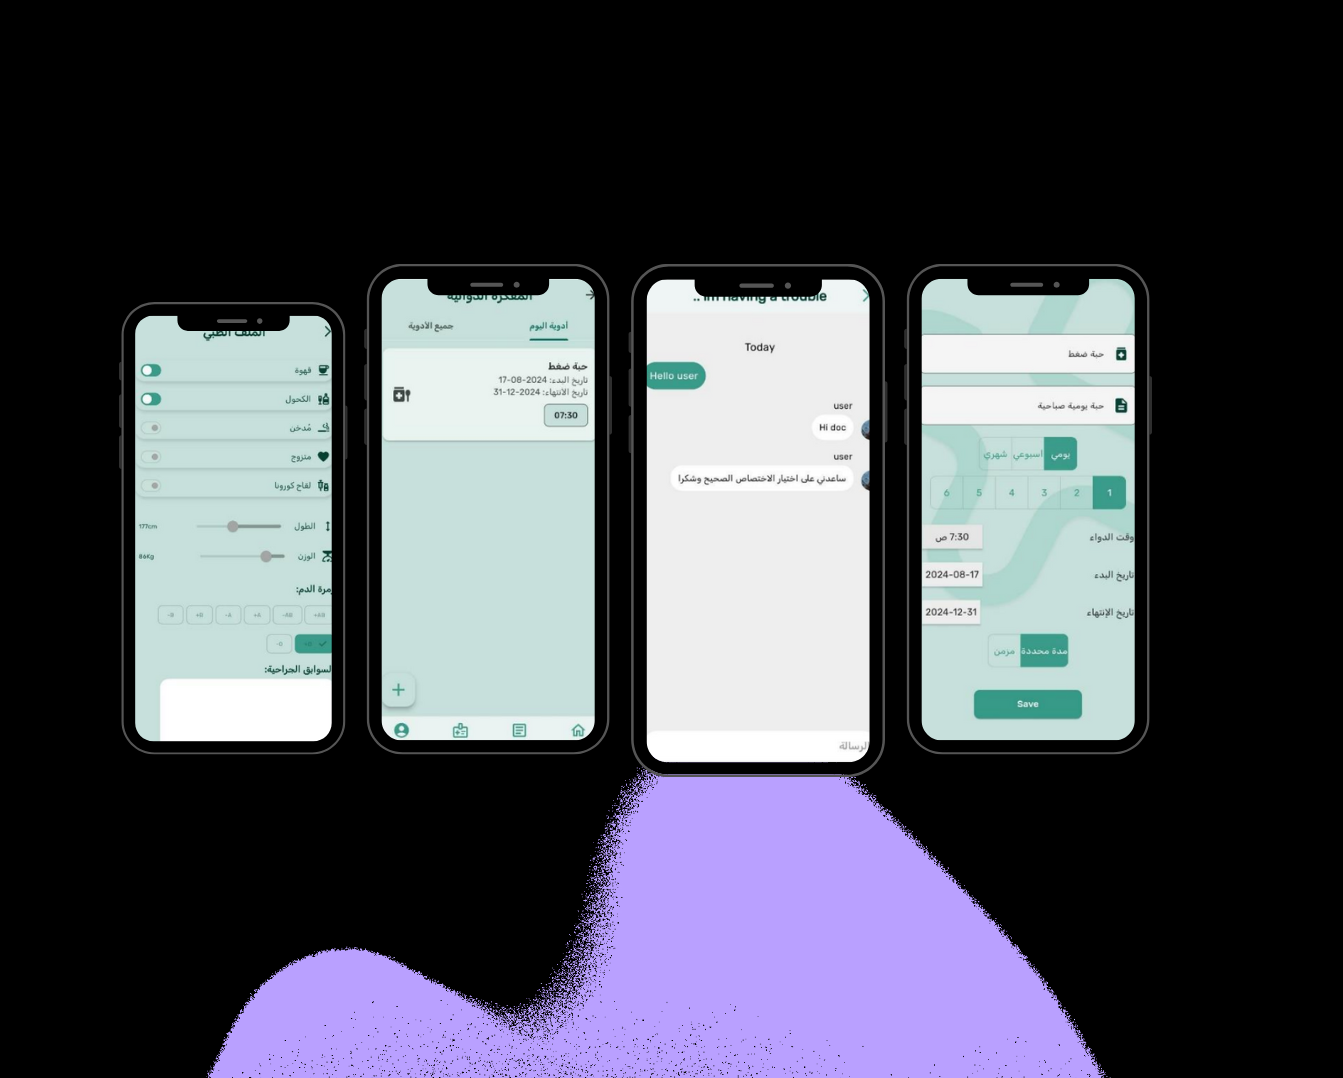 الملف الطبي
قهوة
الكحول
مُدخن
متزوج
لقاح كورونا
الطول
177cm
الوزن
86Kg
زمرة الدم:
AB+ AB- A+ A- B+ B-
O-
السوابق الجراحية:
المفكرة الدوائية
أدوية اليوم
جميع الأدوية
حبة ضغط
تاريخ البدء: 2024-08-17
تاريخ الانتهاء: 2024-12-31
07:30
.. im having a trouble
Today
Hello user
user
Hi doc
user
ساعدني على اختيار الاختصاص الصحيح وشكرا
الرسالة
حبة ضغط
حبة يومية صباحية
يومي اسبوعي شهري
1 2 3 4 5 6
وقت الدواء
7:30 ص
تاريخ البدء
2024-08-17
تاريخ الإنتهاء
2024-12-31
مدة محددة مزمن
Save